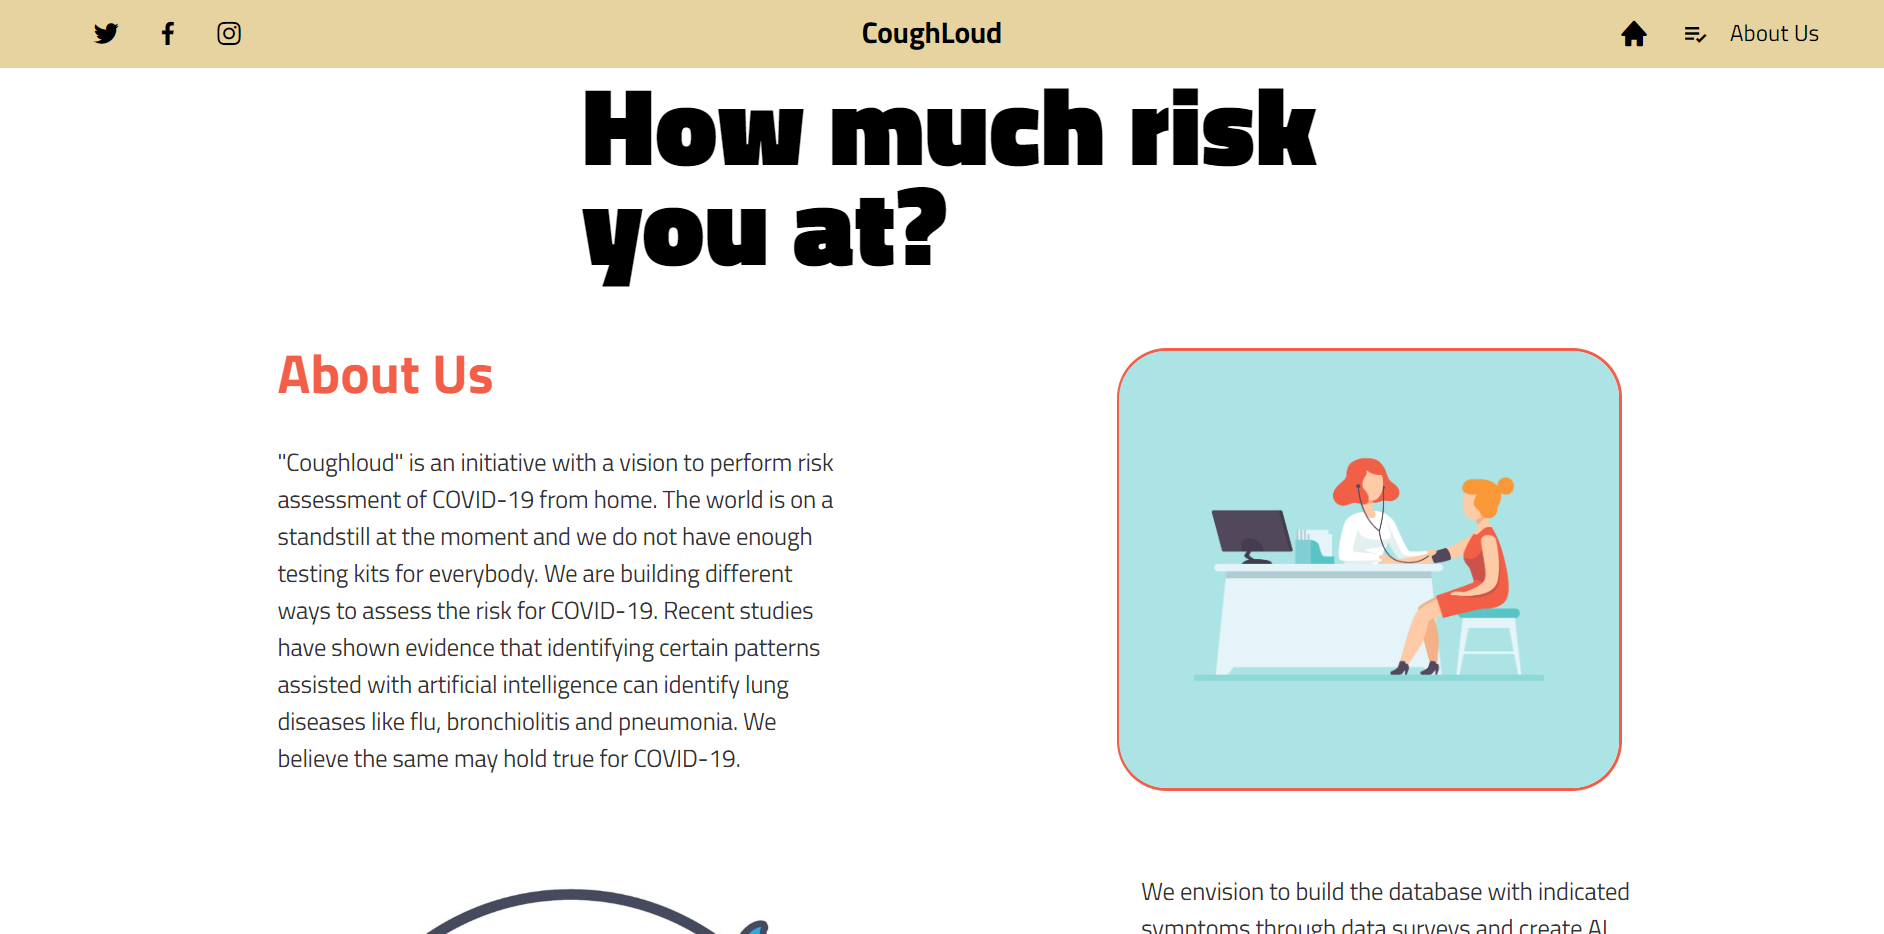 CoughLoud
About Us
How much risk
you at?
About Us
"Coughloud" is an initiative with a vision to perform risk
assessment of COVID-19 from home. The world is on a
standstill at the moment and we do not have enough
testing kits for everybody. We are building different
ways to assess the risk for COVID-19. Recent studies
have shown evidence that identifying certain patterns
assisted with artificial intelligence can identify lung
diseases like flu, bronchiolitis and pneumonia. We
believe the same may hold true for COVID-19.
We envision to build the database with indicated
symptoms through data surveys and create AI